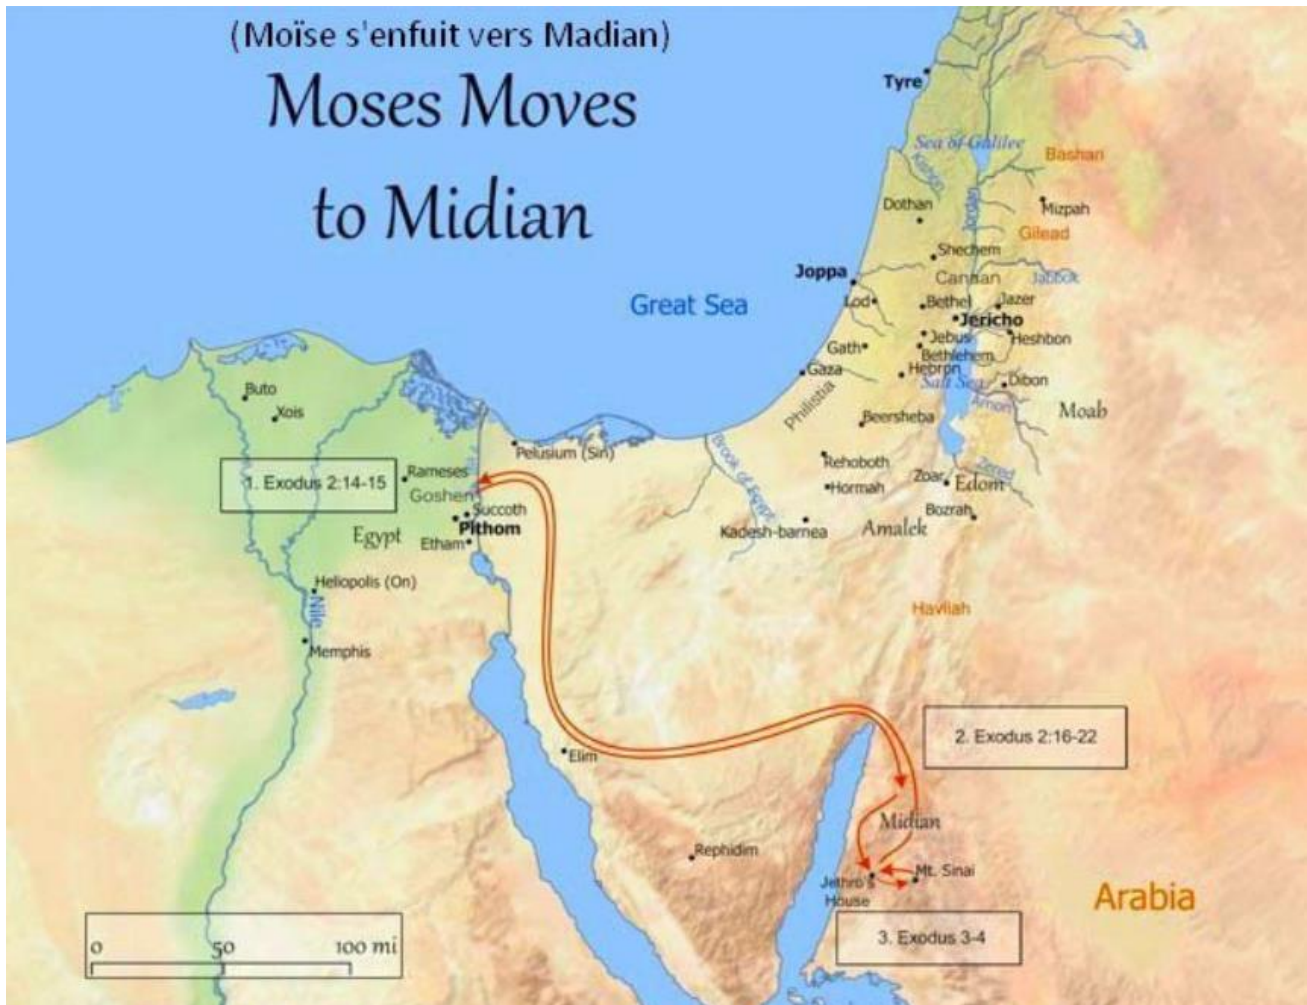 (Moïse s'enfuit vers Madian)
Moses Moves
to Midian
Tyre
Sea of Galilee
Kishon
Bashan
Dothan
Jordan
Mizpah
Gilead
Shechem
Joppa
Canaan
Jabbok
Great Sea
Lod
Bethel
Jazer
Jericho
Jebus
Heshbon
Gath
Bethlehem
Gaza
Hebron
Salt Sea
Dibon
Buto
Xois
Philistia
Arnon
Moab
Beersheba
Pelusium (Sin)
Brook of Egypt
Rameses
Rehoboth
Zered
1. Exodus 2:14-15
Goshen
Hormah
Zoar
Edom
Succoth
Bozrah
Pithom
Egypt
Kadesh-barnea
Amalek
Etham
Heliopolis (On)
Nile
Havilah
Memphis
2. Exodus 2:16-22
Elim
Midian
Rephidim
Mt. Sinai
Jethro's
House
Arabia
3. Exodus 3-4
0 50 100 mi